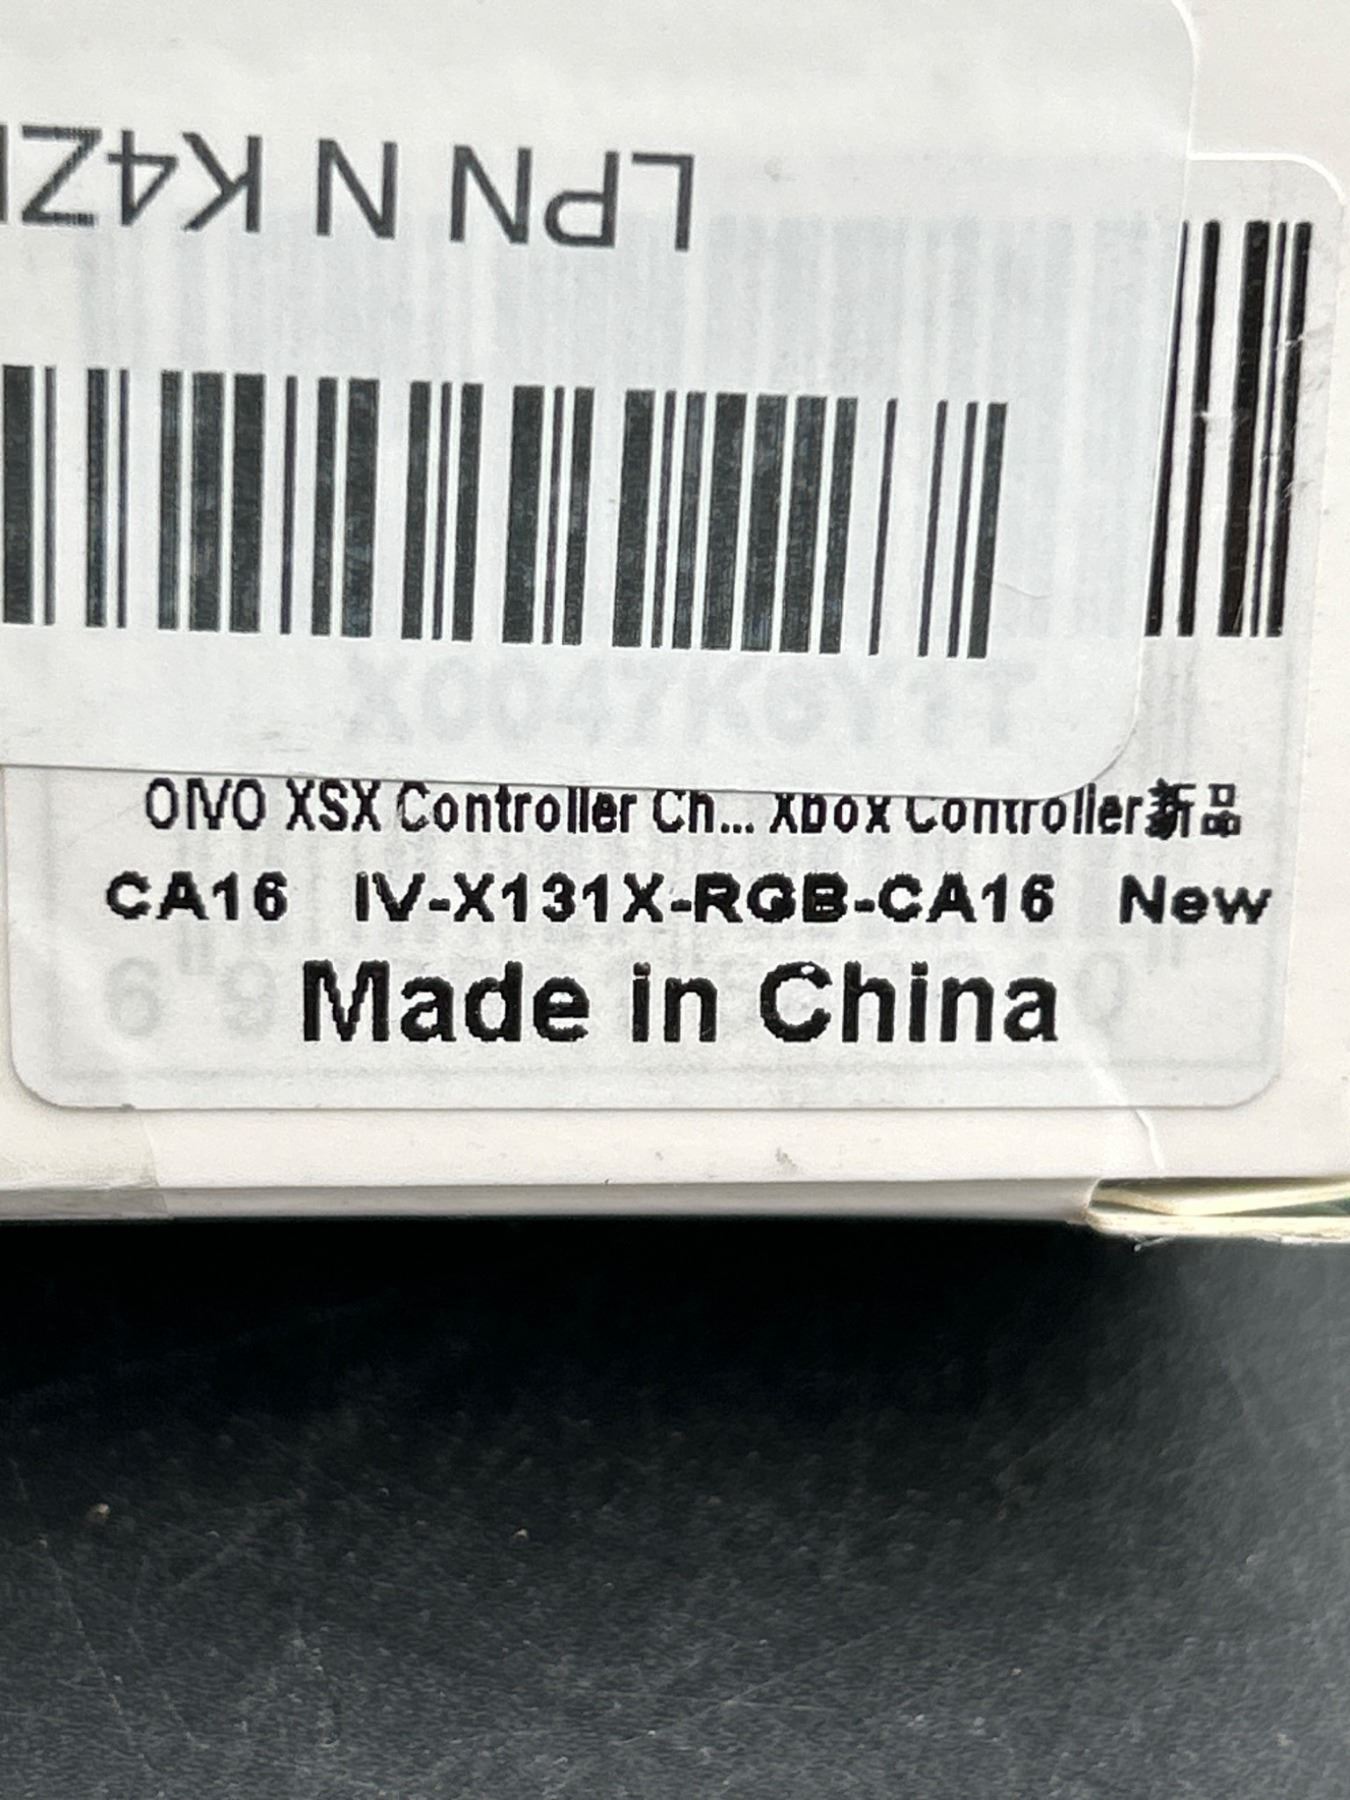 LPN N K4Z
X0047K6Y1T
OIVO XSX Controller Ch... Xbox Controller新品
CA16 IV-X131X-RGB-CA16 New
Made in China